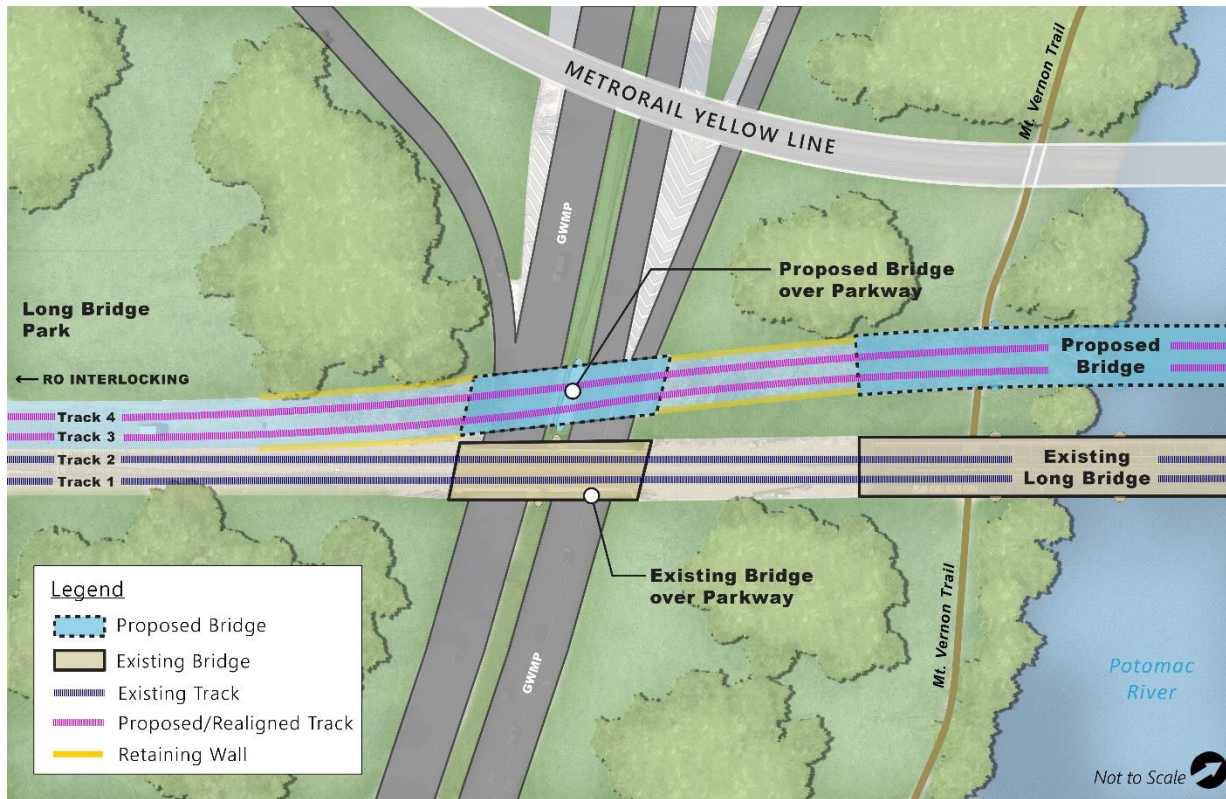 METRORAIL YELLOW LINE
Mt. Vernon Trail
GWMP
Proposed Bridge
over Parkway
Long Bridge
Park
← RO INTERLOCKING
Proposed
Bridge
Track 4
Track 3
Track 2
Track 1
Existing
Long Bridge
Existing Bridge
over Parkway
GWMP
Mt. Vernon Trail
Potomac
River
Legend
Proposed Bridge
Existing Bridge
Existing Track
Proposed/Realigned Track
Retaining Wall
Not to Scale